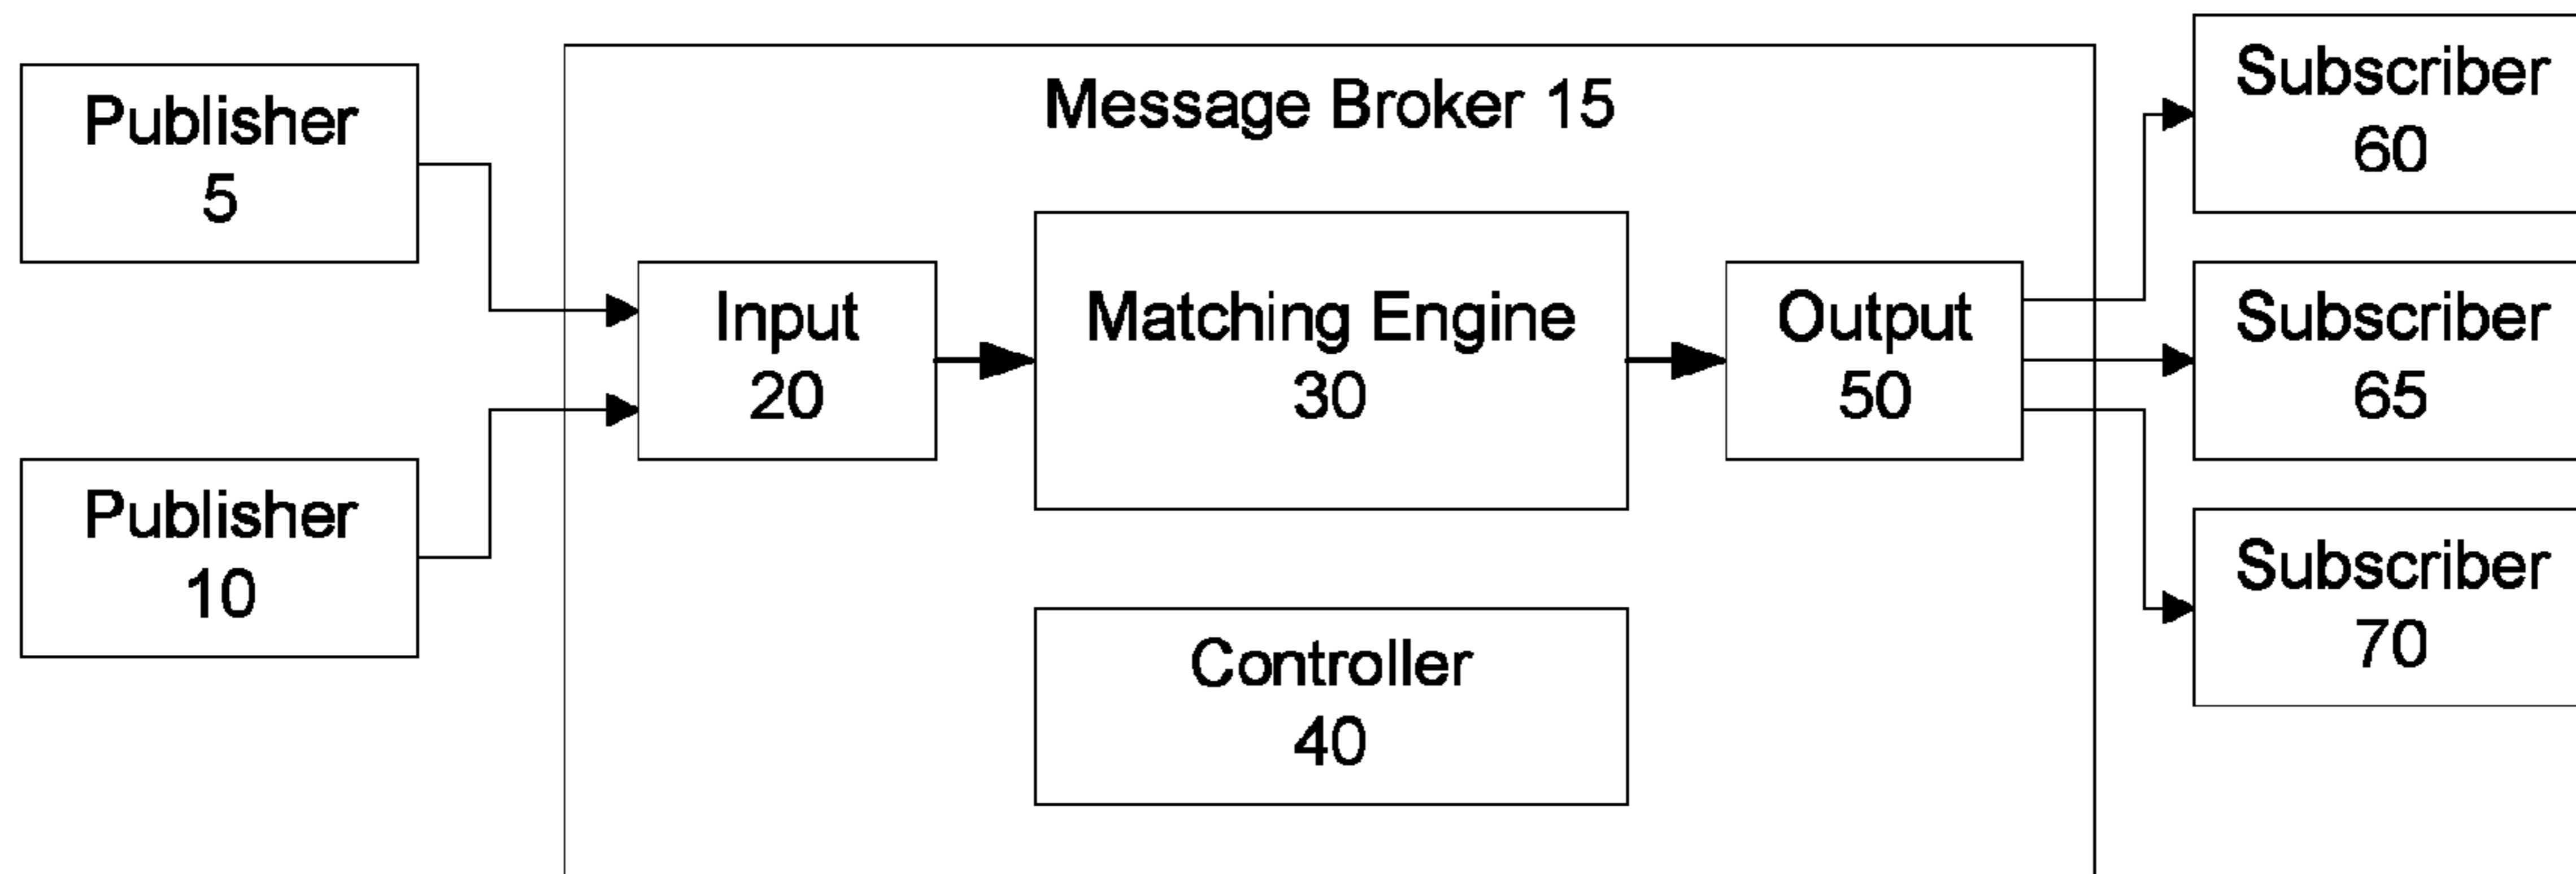 Message Broker 15
Publisher
5
Publisher
10
Input
20
Matching Engine
30
Controller
40
Output
50
Subscriber
60
Subscriber
65
Subscriber
70